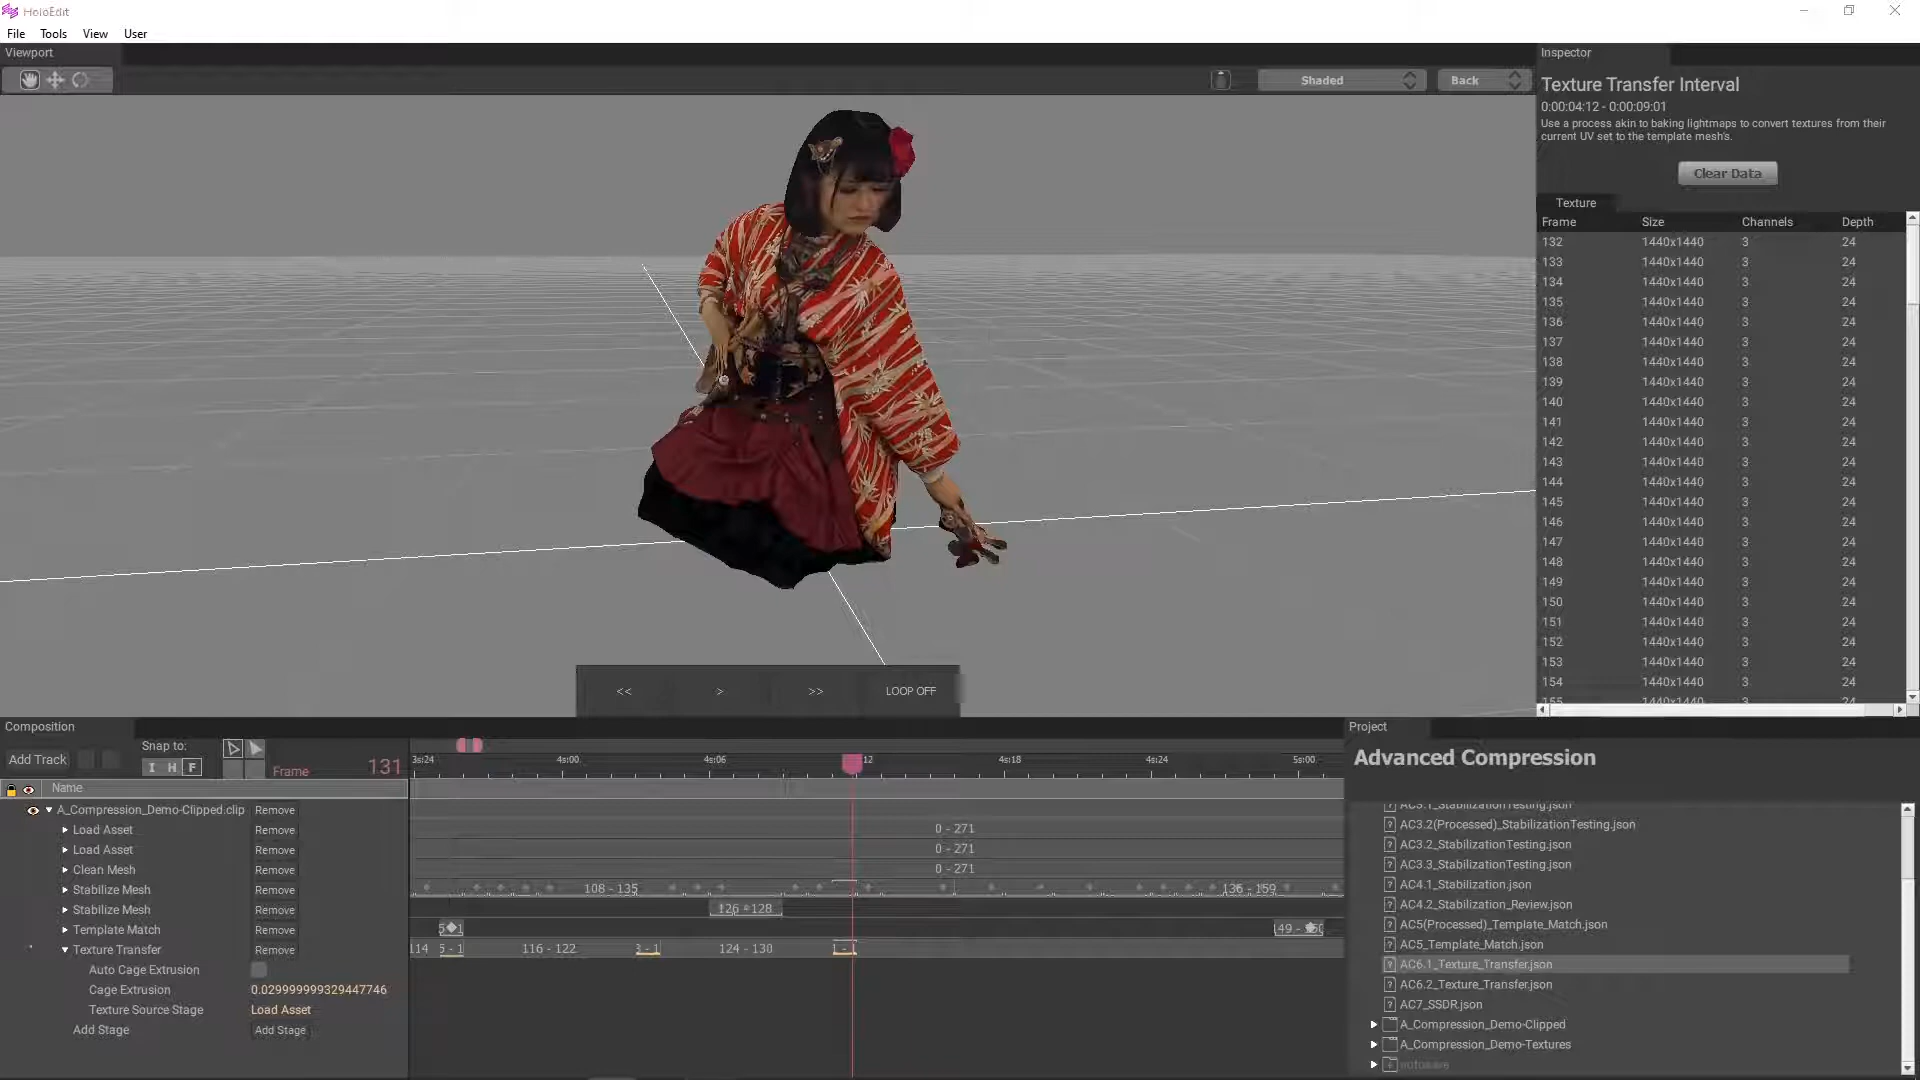 HoloEdit
File Tools View User
Viewport
Shaded
Back
Inspector
Texture Transfer Interval
0:00:04:12 - 0:00:09:01
Use a process akin to baking lightmaps to convert textures from their
current UV set to the template mesh's.
Clear Data
Texture
Frame Size Channels Depth
132 1440x1440 3 24
133 1440x1440 3 24
134 1440x1440 3 24
135 1440x1440 3 24
136 1440x1440 3 24
137 1440x1440 3 24
138 1440x1440 3 24
139 1440x1440 3 24
140 1440x1440 3 24
141 1440x1440 3 24
142 1440x1440 3 24
143 1440x1440 3 24
144 1440x1440 3 24
145 1440x1440 3 24
146 1440x1440 3 24
147 1440x1440 3 24
148 1440x1440 3 24
149 1440x1440 3 24
150 1440x1440 3 24
151 1440x1440 3 24
152 1440x1440 3 24
153 1440x1440 3 24
154 1440x1440 3 24
155 1440x1440 3 24
<< > >> LOOP OFF
Composition
Add Track
Snap to:
I H F
Frame 131
3s:24 4s:00 4s:06 12 4s:18 4s:24 5s:00
Name
A_Compression_Demo-Clipped.clip Remove
Load Asset Remove 0 - 271
Load Asset Remove 0 - 271
Clean Mesh Remove 0 - 271
Stabilize Mesh Remove 108 - 135 136 - 159
Stabilize Mesh Remove 126 - 128
Template Match Remove
Texture Transfer Remove 114 5 - 1 116 - 122 3 - 1 124 - 130 1 -
Auto Cage Extrusion
Cage Extrusion 0.029999999329447746
Texture Source Stage Load Asset
Add Stage Add Stage
Project
Advanced Compression
AC3.1_StabilizationTesting.json
AC3.2(Processed)_StabilizationTesting.json
AC3.2_StabilizationTesting.json
AC3.3_StabilizationTesting.json
AC4.1_Stabilization.json
AC4.2_Stabilization_Review.json
AC5(Processed)_Template_Match.json
AC5_Template_Match.json
AC6.1_Texture_Transfer.json
AC6.2_Texture_Transfer.json
AC7_SSDR.json
A_Compression_Demo-Clipped
A_Compression_Demo-Textures